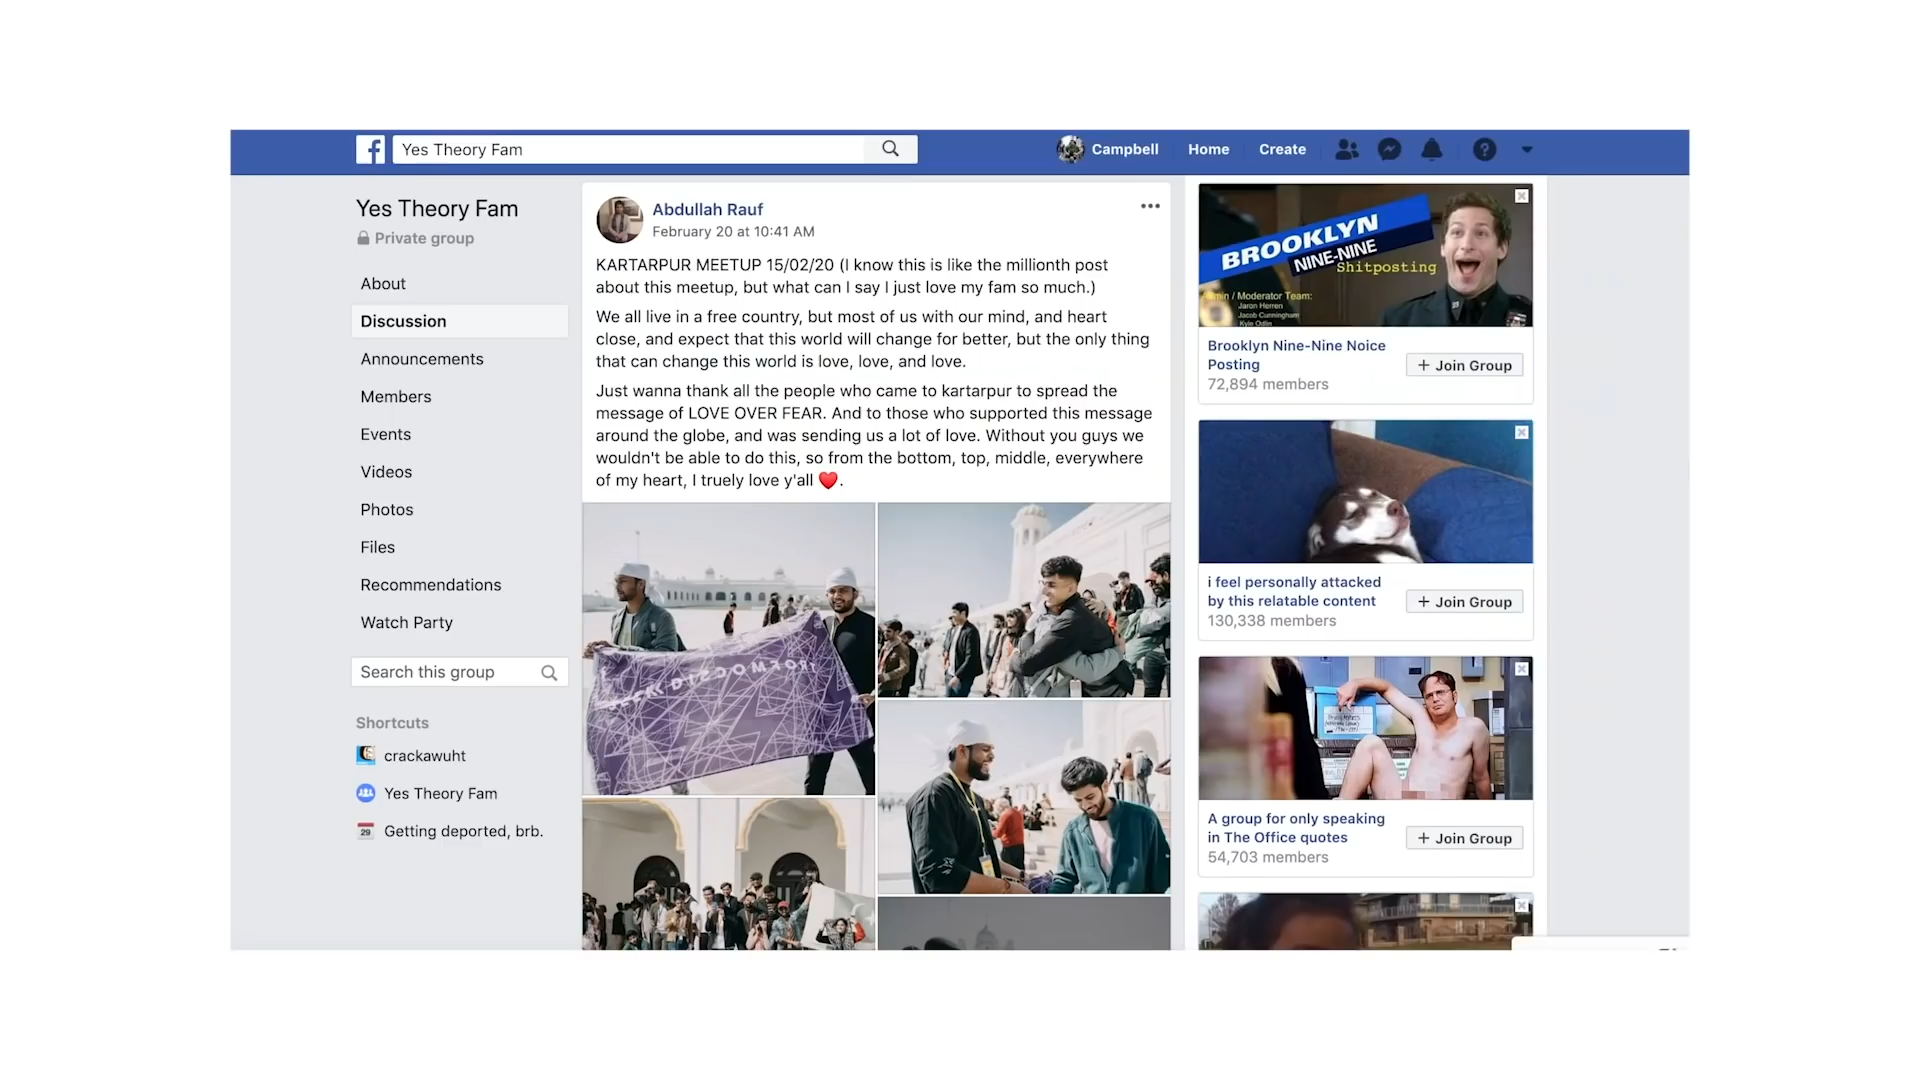 Yes Theory Fam
Campbell
Home
Create
Yes Theory Fam
Private group
About
Discussion
Announcements
Members
Events
Videos
Photos
Files
Recommendations
Watch Party
Search this group
Shortcuts
crackawuht
Yes Theory Fam
29
Getting deported, brb.
Abdullah Rauf
February 20 at 10:41 AM
KARTARPUR MEETUP 15/02/20 (I know this is like the millionth post
about this meetup, but what can I say I just love my fam so much.)
We all live in a free country, but most of us with our mind, and heart
close, and expect that this world will change for better, but the only thing
that can change this world is love, love, and love.
Just wanna thank all the people who came to kartarpur to spread the
message of LOVE OVER FEAR. And to those who supported this message
around the globe, and was sending us a lot of love. Without you guys we
wouldn't be able to do this, so from the bottom, top, middle, everywhere
of my heart, I truely love y'all ❤️.
BROOKLYN
NINE-NINE
Shitposting
Admin / Moderator Team:
Jaron Herren
Jacob Cunningham
Kyle Odlin
Brooklyn Nine-Nine Noice
Posting
72,894 members
+ Join Group
i feel personally attacked
by this relatable content
130,338 members
+ Join Group
A group for only speaking
in The Office quotes
54,703 members
+ Join Group